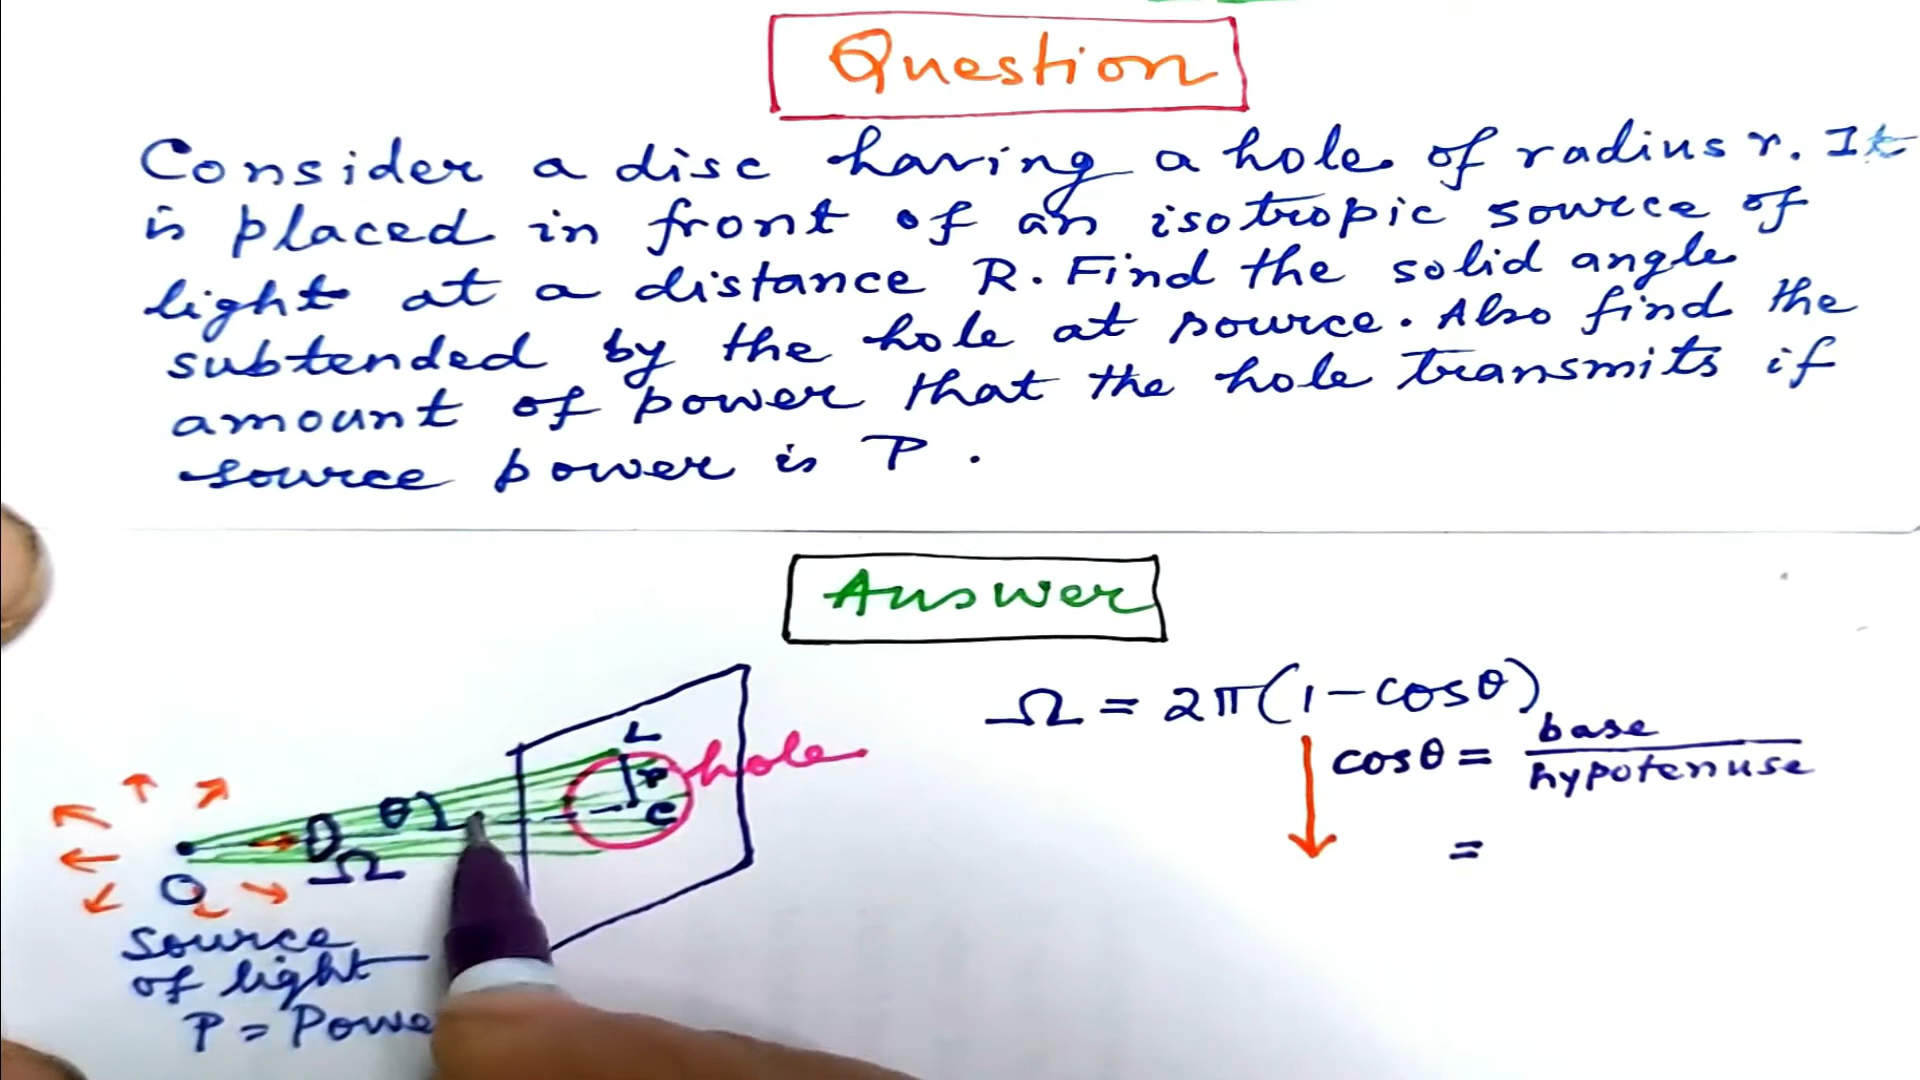 Question
Consider a disc having a hole of radius r. It
is placed in front of an isotropic source of
light at a distance R. Find the solid angle
subtended by the hole at source. Also find the
amount of power that the hole transmits if
source power is P.
Answer
Ω = 2π(1-cosθ)
cosθ = base
hypotenuse
=
L
hole
r
C
θ
Ω
O
source
of light
P = Powe